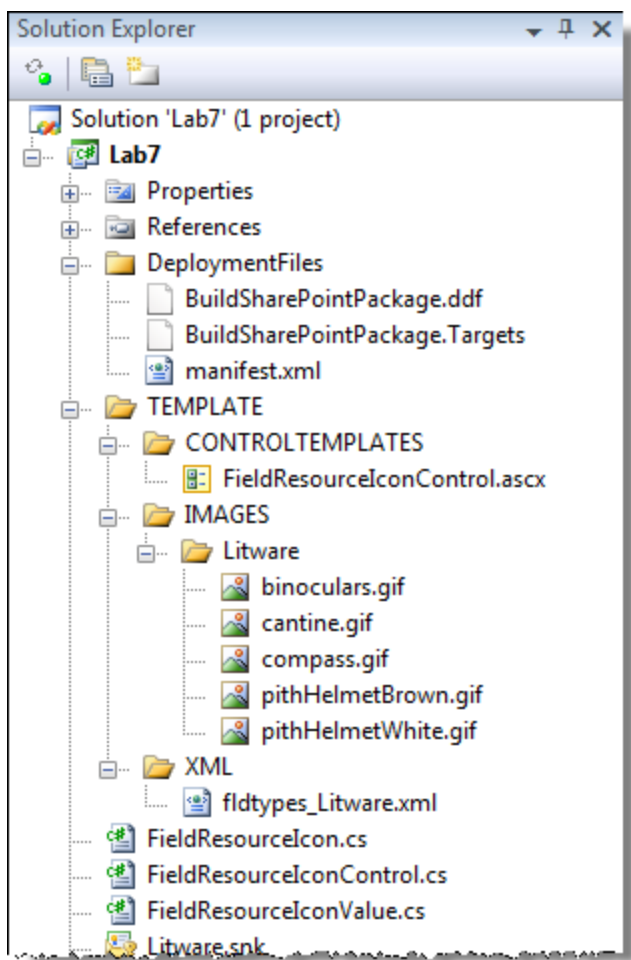 Solution Explorer
Solution 'Lab7' (1 project)
Lab7
Properties
References
DeploymentFiles
BuildSharePointPackage.ddf
BuildSharePointPackage.Targets
manifest.xml
TEMPLATE
CONTROLTEMPLATES
FieldResourceIconControl.ascx
IMAGES
Litware
binoculars.gif
cantine.gif
compass.gif
pithHelmetBrown.gif
pithHelmetWhite.gif
XML
fldtypes_Litware.xml
FieldResourceIcon.cs
FieldResourceIconControl.cs
FieldResourceIconValue.cs
Litware.snk